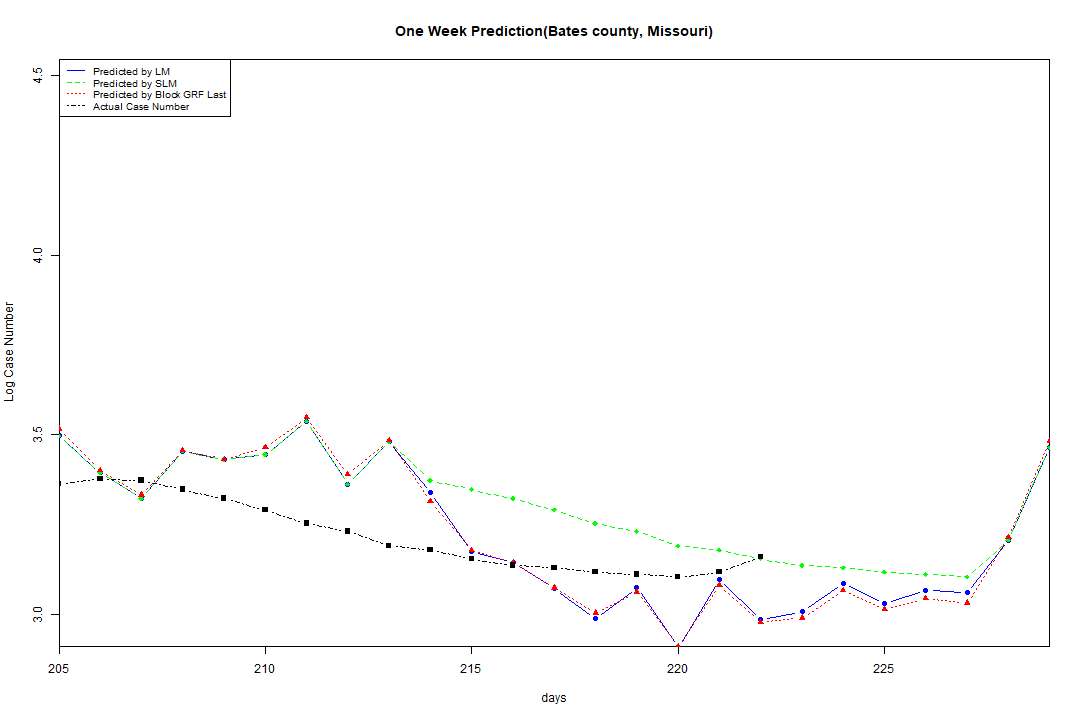 One Week Prediction(Bates county, Missouri)
Predicted by LM
Predicted by SLM
Predicted by Block GRF Last
Actual Case Number
4.5
4.0
3.5
3.0
Log Case Number
205
210
215
220
225
days